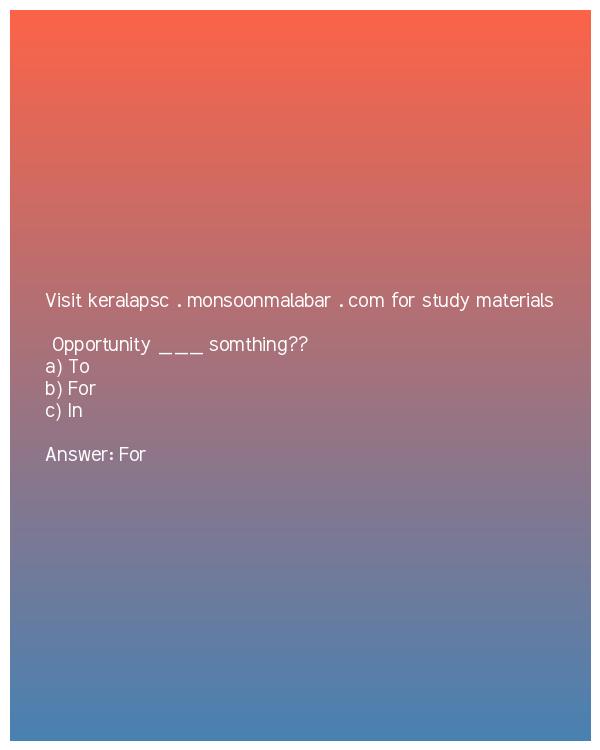 Visit keralapsc . monsoonmalabar . com for study materials
Opportunity ___ somthing??
a) To
b) For
c) In
Answer: For